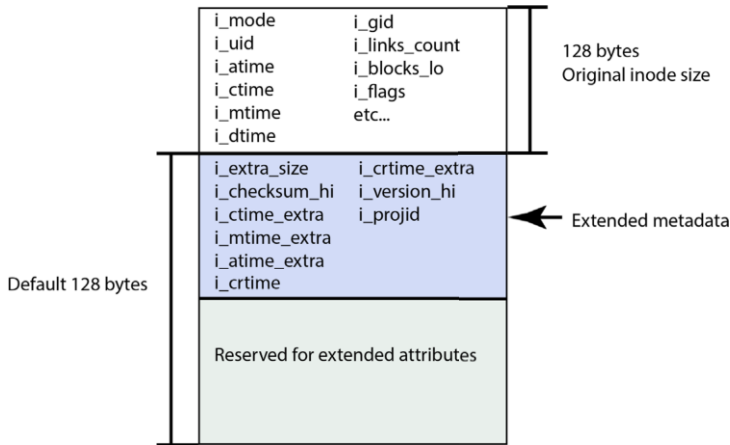 i_mode
i_uid
i_atime
i_ctime
i_mtime
i_dtime
i_gid
i_links_count
i_blocks_lo
i_flags
etc...
128 bytes
Original inode size
i_extra_size
i_checksum_hi
i_ctime_extra
i_mtime_extra
i_atime_extra
i_crtime
i_crtime_extra
i_version_hi
i_projid
Extended metadata
Default 128 bytes
Reserved for extended attributes